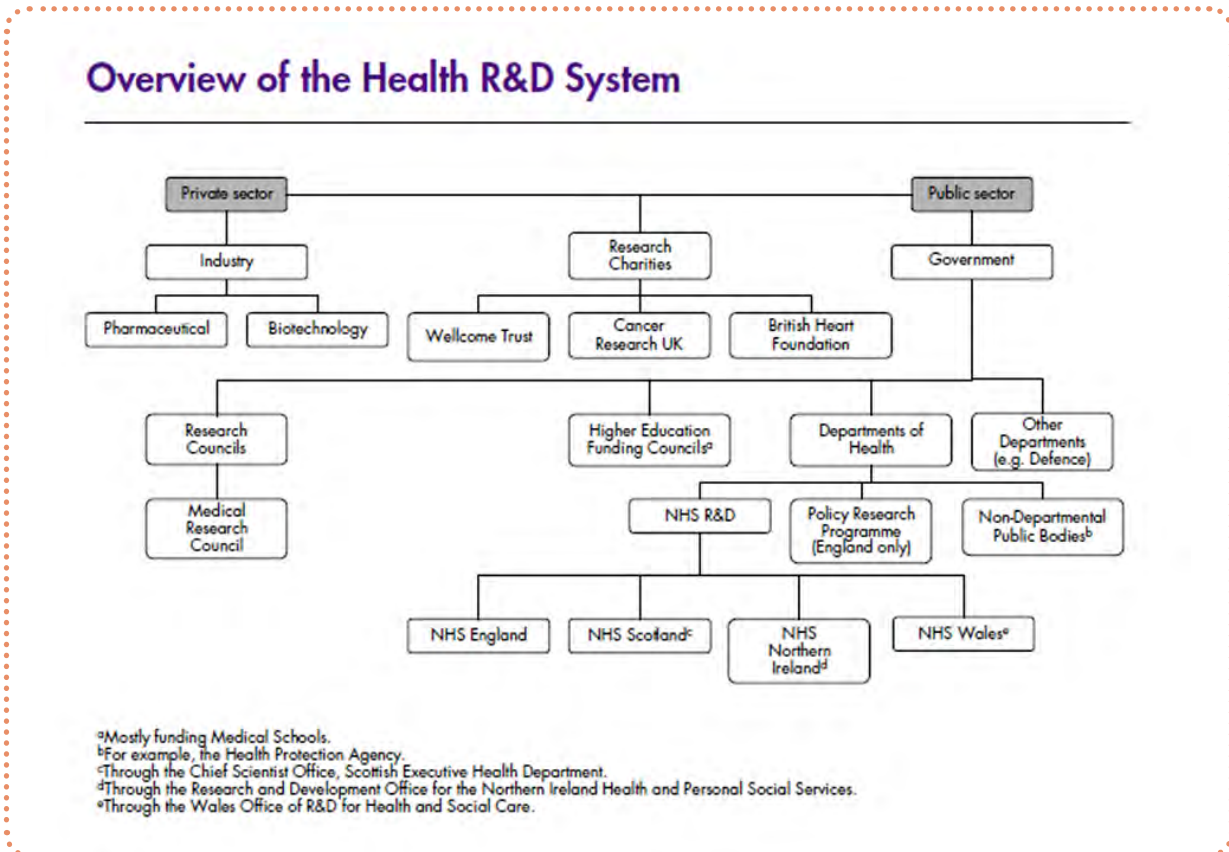 Overview of the Health R&D System
Private sector
Public sector
Industry
Research
Charities
Government
Pharmaceutical
Biotechnology
Wellcome Trust
Cancer
Research UK
British Heart
Foundation
Research
Councils
Higher Education
Funding Councilsᵃ
Departments of
Health
Other
Departments
(e.g. Defence)
Medical
Research
Council
NHS R&D
Policy Research
Programme
(England only)
Non-Departmental
Public Bodiesᵇ
NHS England
NHS Scotlandᶜ
NHS
Northern
Irelandᵈ
NHS Walesᵉ
ᵃMostly funding Medical Schools.
ᵇFor example, the Health Protection Agency.
ᶜThrough the Chief Scientist Office, Scottish Executive Health Department.
ᵈThrough the Research and Development Office for the Northern Ireland Health and Personal Social Services.
ᵉThrough the Wales Office of R&D for Health and Social Care.